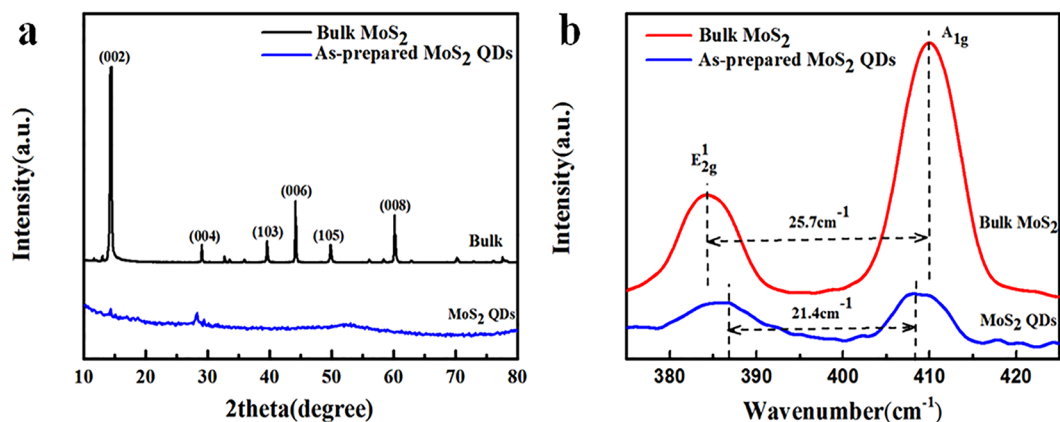 a
Bulk MoS₂
As-prepared MoS₂ QDs
(002)
(004)
(103)
(006)
(105)
(008)
Bulk
MoS₂ QDs
Intensity(a.u.)
10 20 30 40 50 60 70 80
2theta(degree)
b
Bulk MoS₂
As-prepared MoS₂ QDs
A1g
E¹2g
25.7cm⁻¹
Bulk MoS₂
21.4cm⁻¹
MoS₂ QDs
Intensity(a.u.)
380 390 400 410 420
Wavenumber(cm⁻¹)